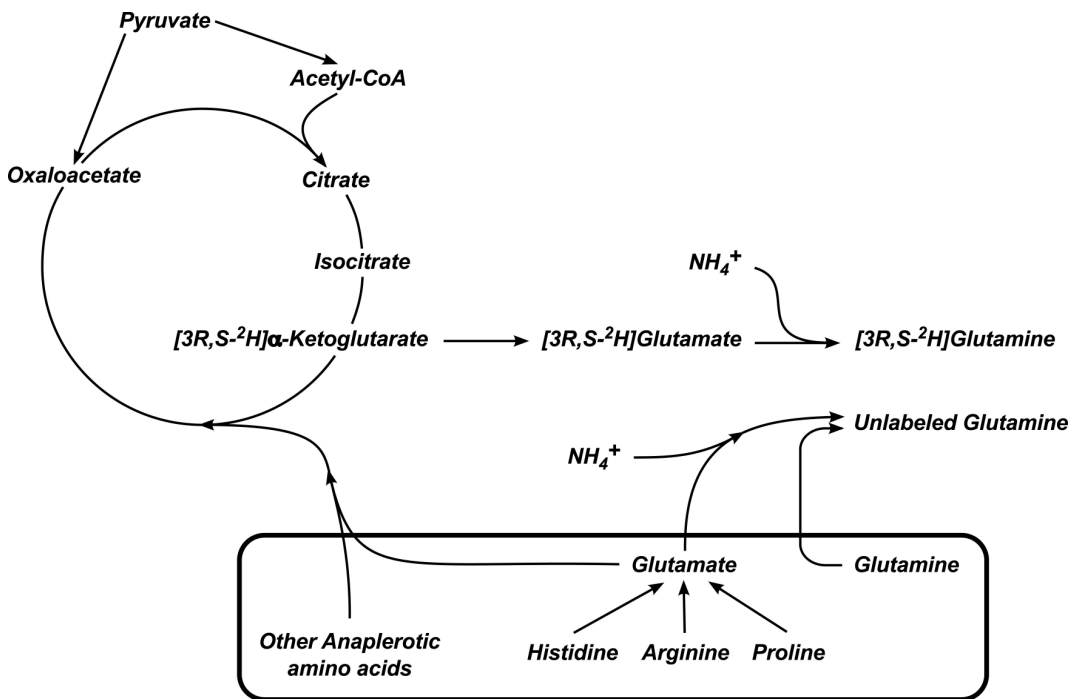 Pyruvate
Acetyl-CoA
Oxaloacetate
Citrate
Isocitrate
NH₄⁺
[3R,S-²H]α-Ketoglutarate
[3R,S-²H]Glutamate
[3R,S-²H]Glutamine
Unlabeled Glutamine
NH₄⁺
Glutamate
Glutamine
Other Anaplerotic
amino acids
Histidine
Arginine
Proline